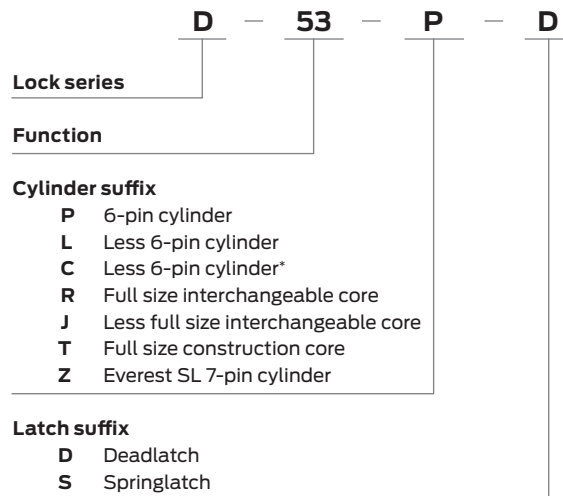 D – 53 – P – D
Lock series
Function
Cylinder suffix
P 6-pin cylinder
L Less 6-pin cylinder
C Less 6-pin cylinder*
R Full size interchangeable core
J Less full size interchangeable core
T Full size construction core
Z Everest SL 7-pin cylinder
Latch suffix
D Deadlatch
S Springlatch